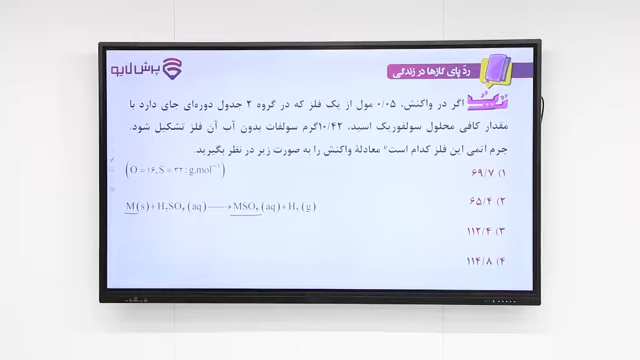 پرش لایو
ردّ پای گازها در زندگی
تست اگر در واکنش، ۰/۰۵ مول از یک فلز که در گروه ۲ جدول دوره‌ای جای دارد با
مقدار کافی محلول سولفوریک اسید، ۱۰/۴۲گرم سولفات بدون آب آن فلز تشکیل شود.
جرم اتمی این فلز کدام است؟ معادلهٔ واکنش را به صورت زیر در نظر بگیرید.
(O = ۱۶, S = ۳۲ : g.mol⁻¹)
M(s) + H₂SO₄(aq) ⟶ MSO₄(aq) + H₂(g)
۱) ۶۹/۷
۲) ۶۵/۴
۳) ۱۱۲/۴
۴) ۱۱۴/۸